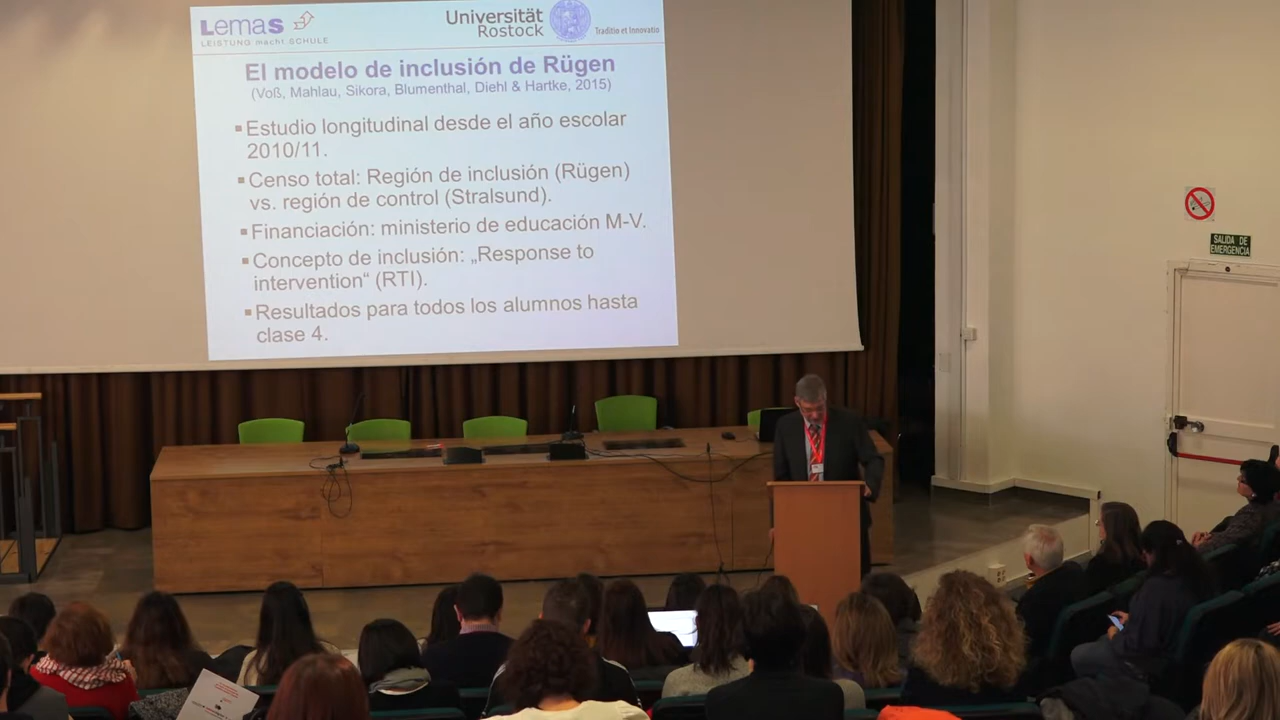 Lemas
LEISTUNG macht SCHULE
Universität
Rostock
Traditio et Innovatio
El modelo de inclusión de Rügen
(Voß, Mahlau, Sikora, Blumenthal, Diehl & Hartke, 2015)
▪Estudio longitudinal desde el año escolar
2010/11.
▪Censo total: Región de inclusión (Rügen)
vs. región de control (Stralsund).
▪Financiación: ministerio de educación M-V.
▪Concepto de inclusión: „Response to
intervention“ (RTI).
▪Resultados para todos los alumnos hasta
clase 4.
SALIDA DE
EMERGENCIA